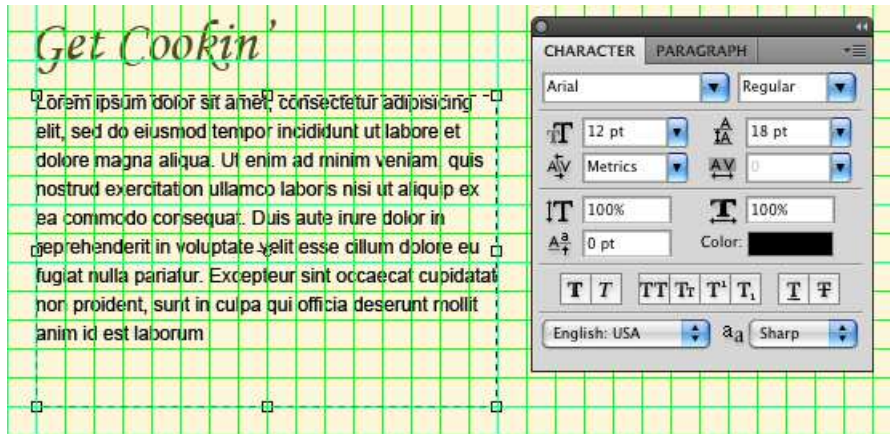 Get Cookin'
Lorem ipsum dolor sit amet, consectetur adipisicing
elit, sed do eiusmod tempor incididunt ut labore et
dolore magna aliqua. Ut enim ad minim veniam, quis
nostrud exercitation ullamco laboris nisi ut aliquip ex
ea commodo consequat. Duis aute irure dolor in
reprehenderit in voluptate velit esse cillum dolore eu
fugiat nulla pariatur. Excepteur sint occaecat cupidatat
non proident, sunt in culpa qui officia deserunt mollit
anim id est laborum
CHARACTER PARAGRAPH
Arial Regular
12 pt 18 pt
Metrics 0
100% 100%
0 pt Color:
T T TT Tr T¹ T₁ T T
English: USA aa Sharp